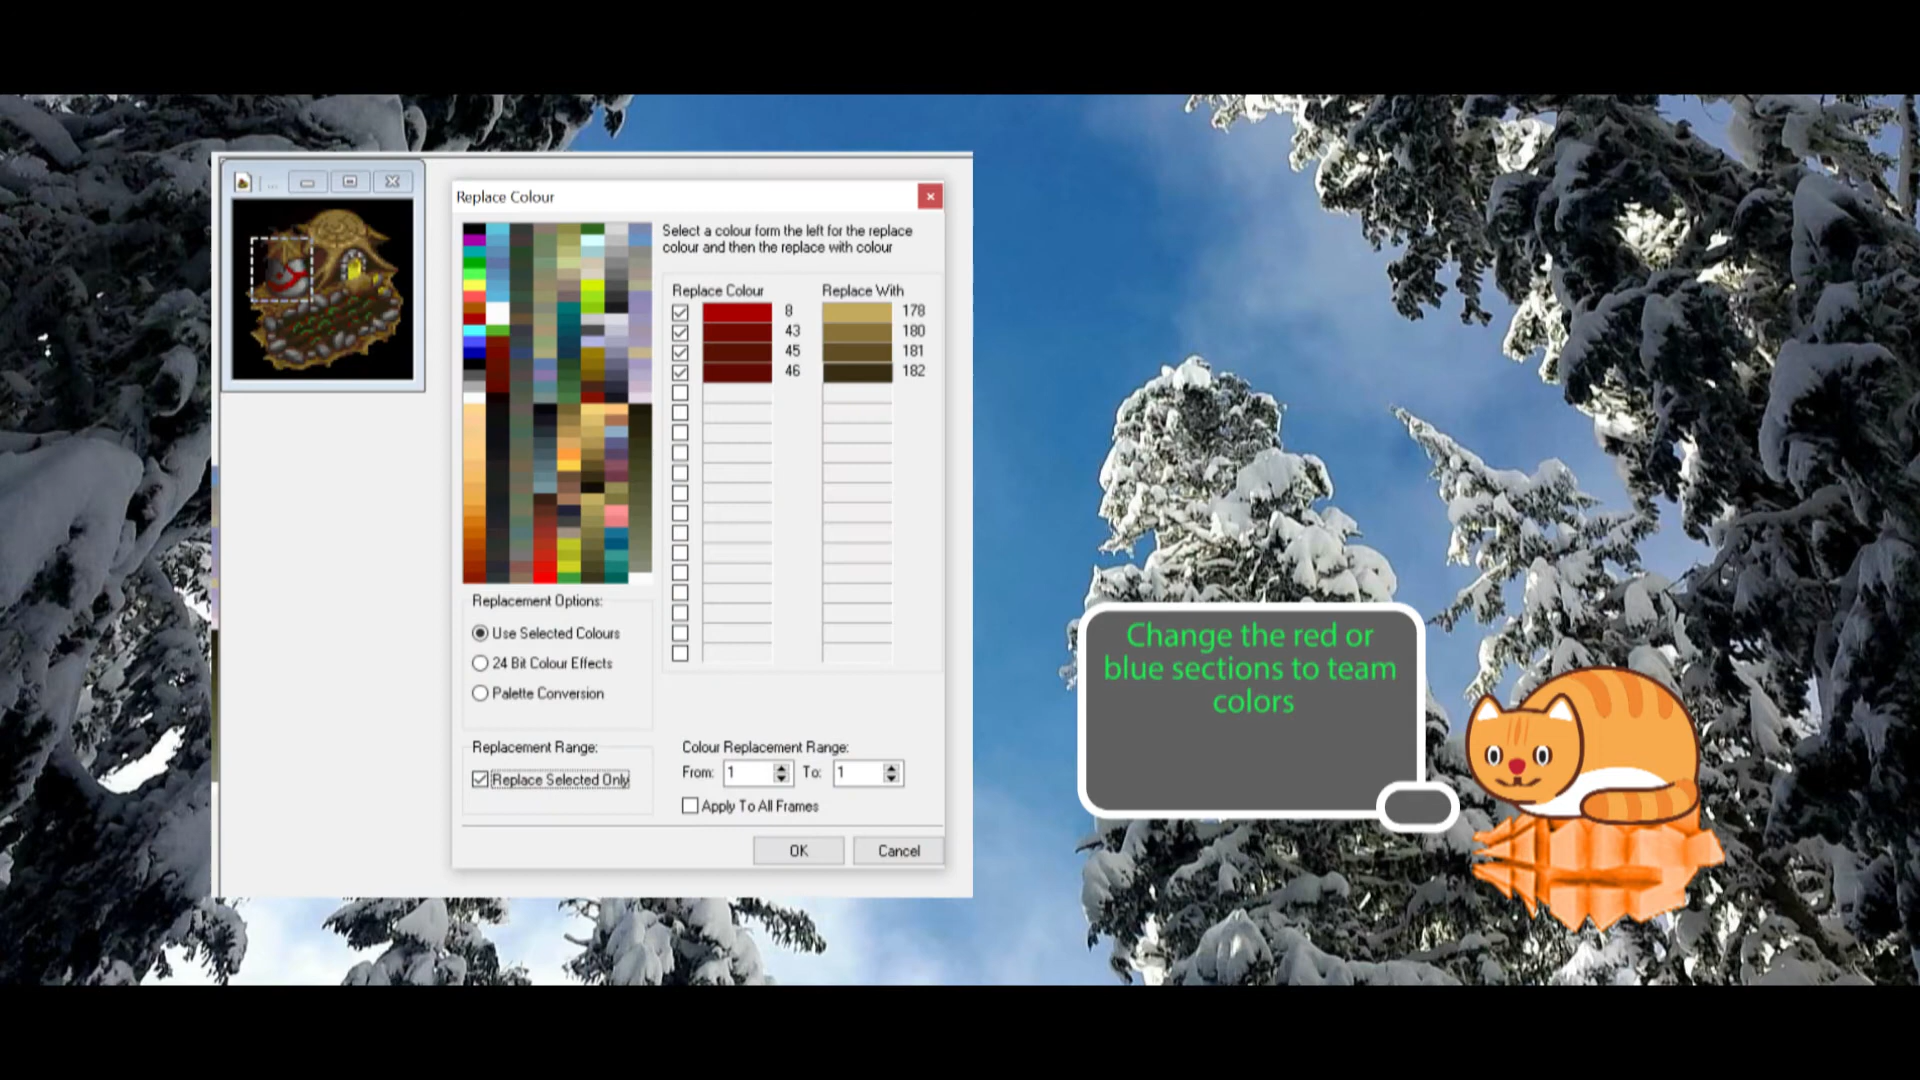 ...
Replace Colour
Select a colour form the left for the replace
colour and then the replace with colour
Replace Colour Replace With
8 178
43 180
45 181
46 182
Replacement Options:
Use Selected Colours
24 Bit Colour Effects
Palette Conversion
Replacement Range:
Replace Selected Only
Colour Replacement Range:
From: 1 To: 1
Apply To All Frames
OK Cancel
Change the red or
blue sections to team
colors